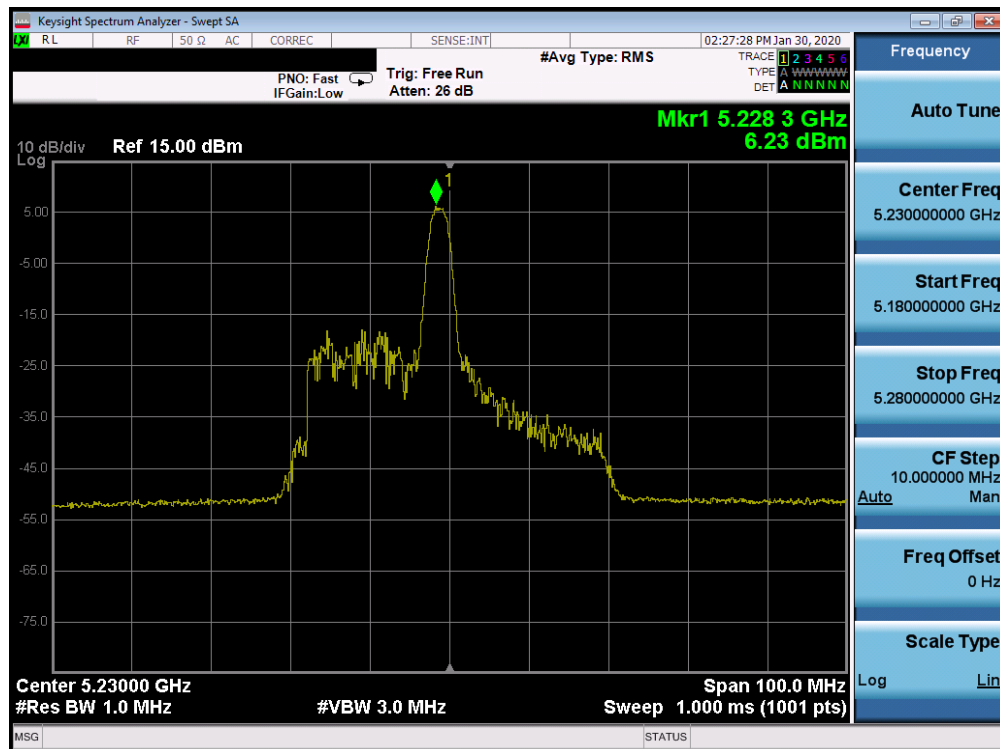 Keysight Spectrum Analyzer - Swept SA
LXI RL RF 50 Ω AC CORREC SENSE:INT 02:27:28 PM Jan 30, 2020
PNO: Fast
IFGain:Low
Trig: Free Run
Atten: 26 dB
#Avg Type: RMS
TRACE 1 2 3 4 5 6
TYPE A WWWWW
DET A N N N N N
Mkr1 5.228 3 GHz
6.23 dBm
10 dB/div Ref 15.00 dBm
Log
1
5.00
-5.00
-15.0
-25.0
-35.0
-45.0
-55.0
-65.0
-75.0
Center 5.23000 GHz Span 100.0 MHz
#Res BW 1.0 MHz #VBW 3.0 MHz Sweep 1.000 ms (1001 pts)
MSG STATUS
Frequency
Auto Tune
Center Freq
5.230000000 GHz
Start Freq
5.180000000 GHz
Stop Freq
5.280000000 GHz
CF Step
10.000000 MHz
Auto Man
Freq Offset
0 Hz
Scale Type
Log Lin